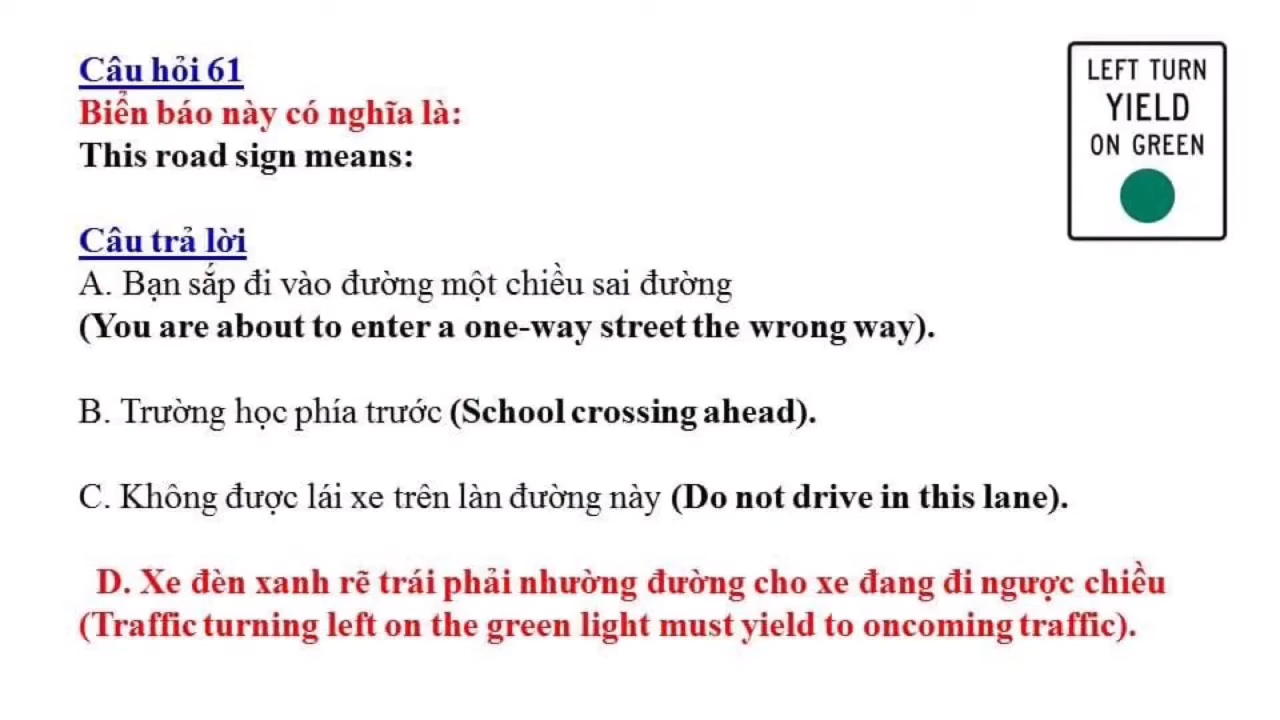 Câu hỏi 61
Biển báo này có nghĩa là:
This road sign means:
LEFT TURN
YIELD
ON GREEN
Câu trả lời
A. Bạn sắp đi vào đường một chiều sai đường
(You are about to enter a one-way street the wrong way).
B. Trường học phía trước (School crossing ahead).
C. Không được lái xe trên làn đường này (Do not drive in this lane).
D. Xe đèn xanh rẽ trái phải nhường đường cho xe đang đi ngược chiều
(Traffic turning left on the green light must yield to oncoming traffic).